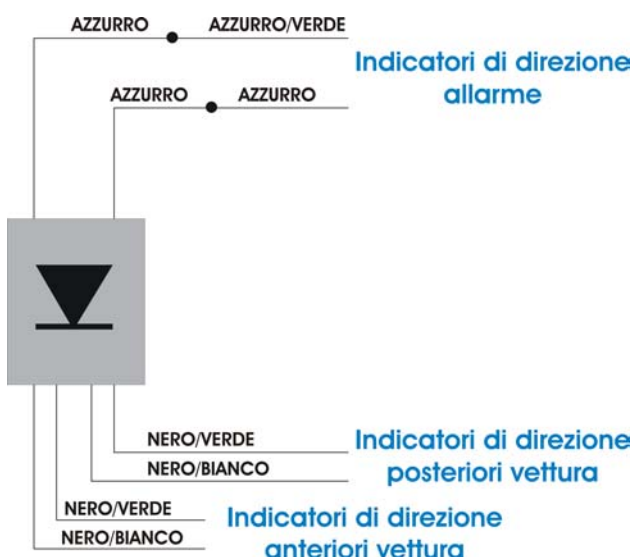 AZZURRO AZZURRO/VERDE
Indicatori di direzione
allarme
AZZURRO AZZURRO
NERO/VERDE
NERO/BIANCO
Indicatori di direzione
posteriori vettura
NERO/VERDE
NERO/BIANCO
Indicatori di direzione
anteriori vettura